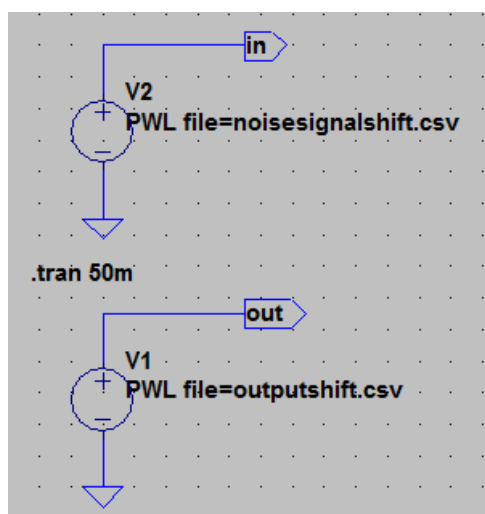 in
V2
PWL file=noisesignalshift.csv
.tran 50m
out
V1
PWL file=outputshift.csv